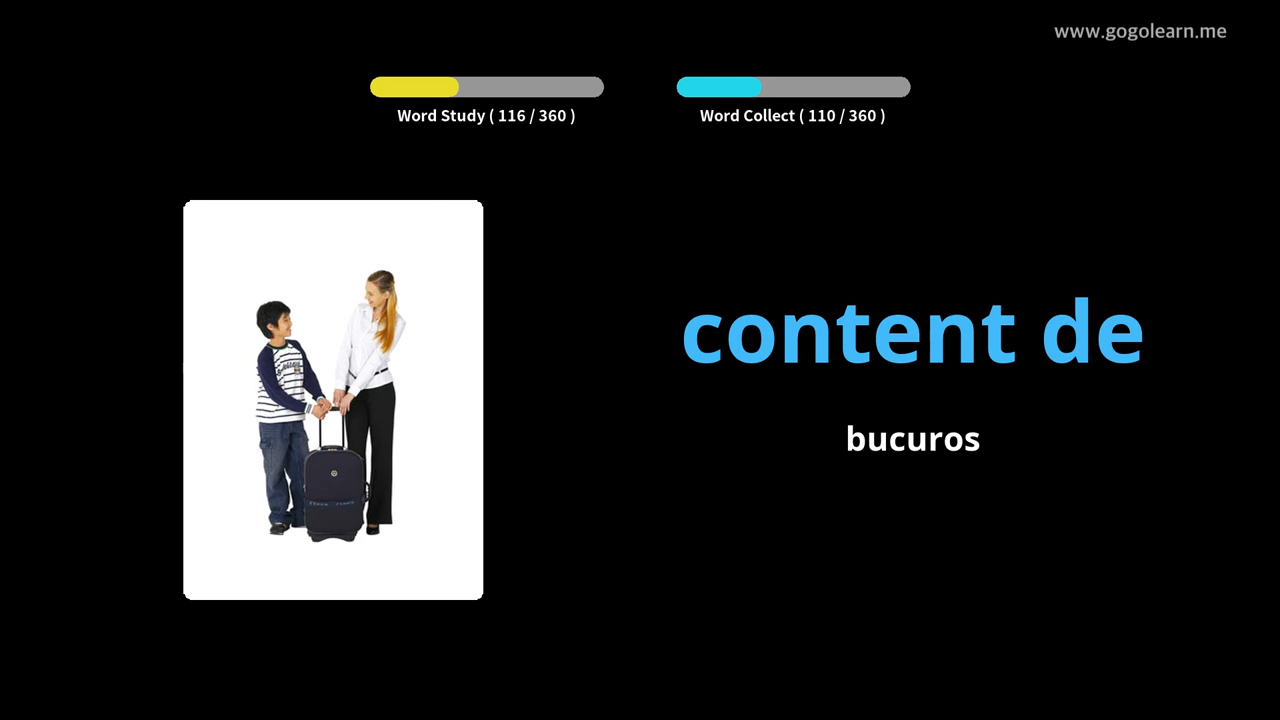 www.gogolearn.me
Word Study ( 116 / 360 )
Word Collect ( 110 / 360 )
content de
bucuros